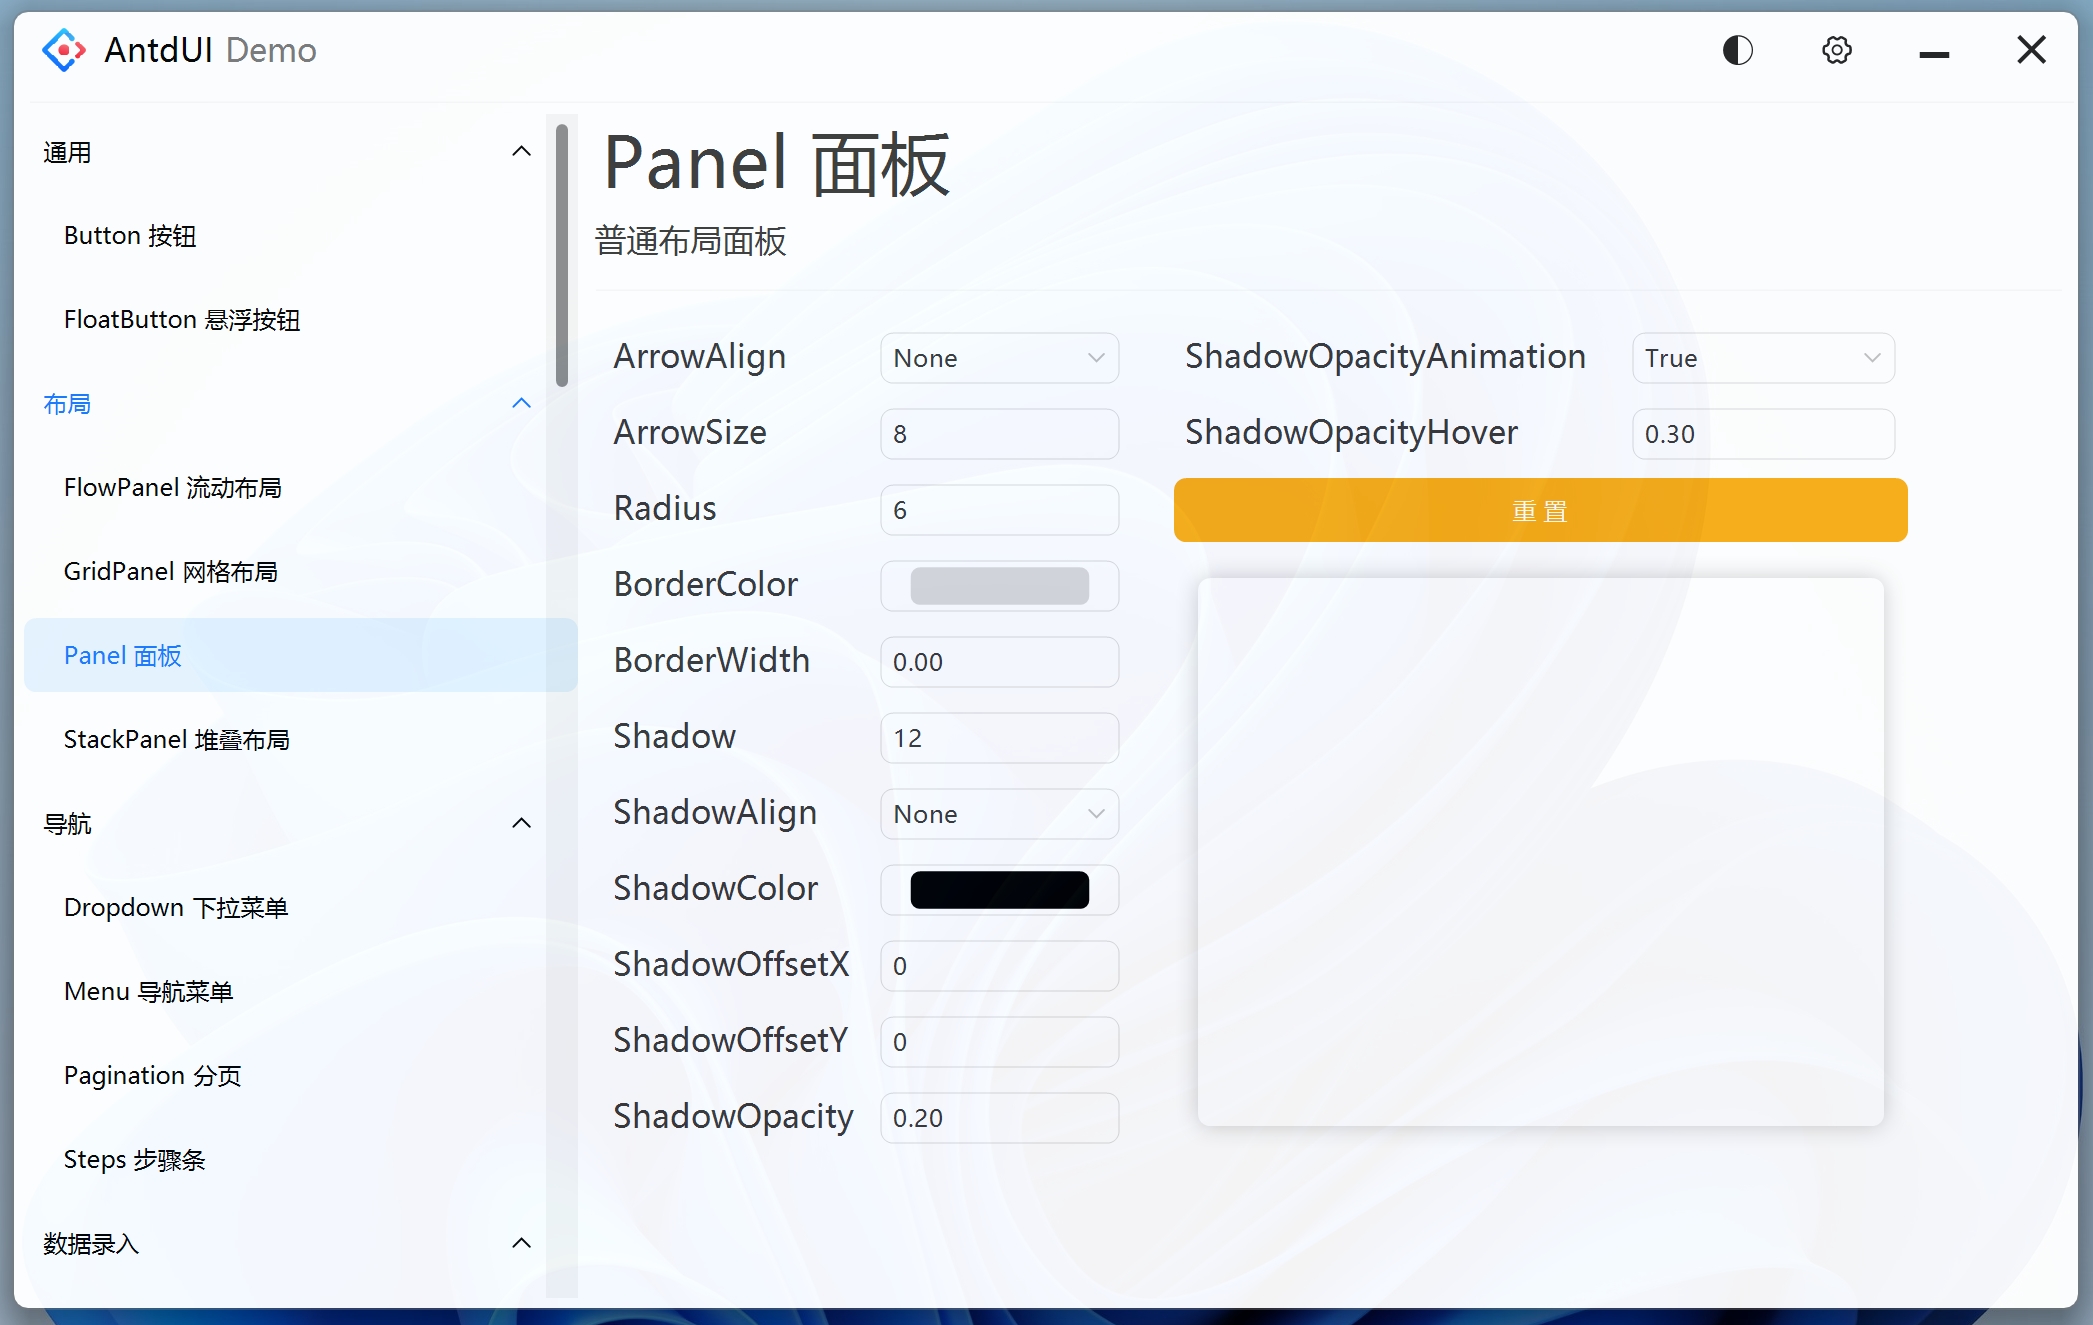 AntdUI Demo
通用
Button 按钮
FloatButton 悬浮按钮
布局
FlowPanel 流动布局
GridPanel 网格布局
Panel 面板
StackPanel 堆叠布局
导航
Dropdown 下拉菜单
Menu 导航菜单
Pagination 分页
Steps 步骤条
数据录入
Panel 面板
普通布局面板
ArrowAlign None
ArrowSize 8
Radius 6
BorderColor
BorderWidth 0.00
Shadow 12
ShadowAlign None
ShadowColor
ShadowOffsetX 0
ShadowOffsetY 0
ShadowOpacity 0.20
ShadowOpacityAnimation True
ShadowOpacityHover 0.30
重置